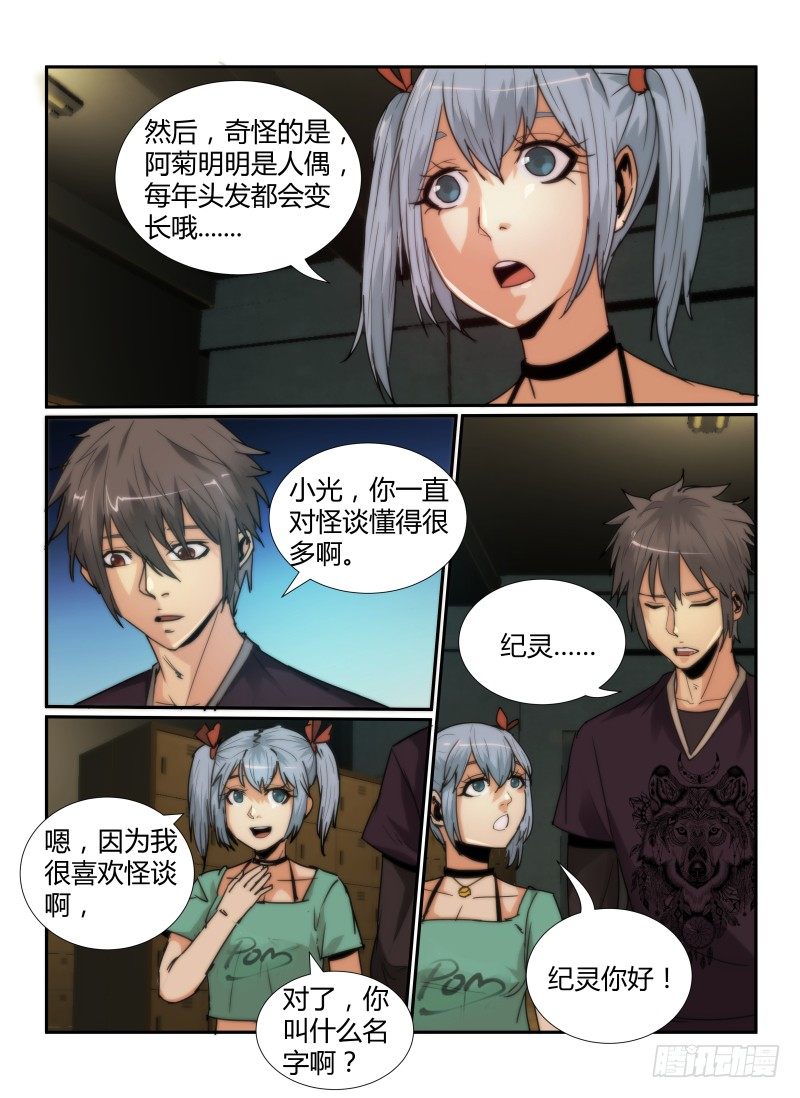 然后，奇怪的是，
阿菊明明是人偶，
每年头发都会变
长哦.......
小光，你一直
对怪谈懂得很
多啊。
嗯，因为我
很喜欢怪谈
啊，
对了，你
叫什么名
字啊？
纪灵......
纪灵你好！
Pom
Pom
腾讯动漫